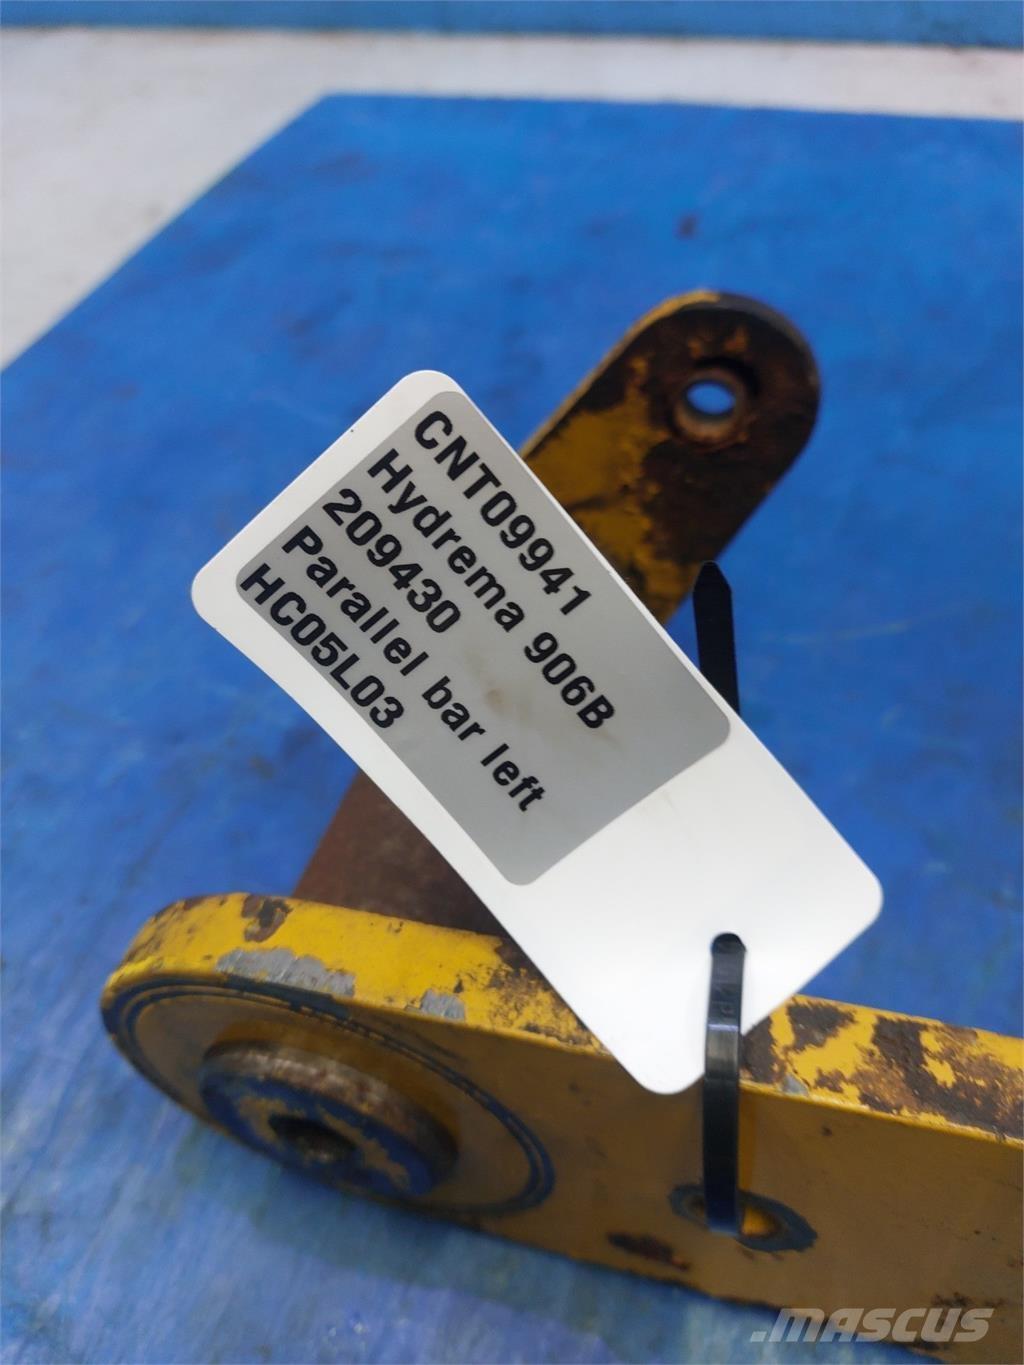 CNT09941
Hydrema 906B
209430
Parallel bar left
HC05L03
.MASCUS